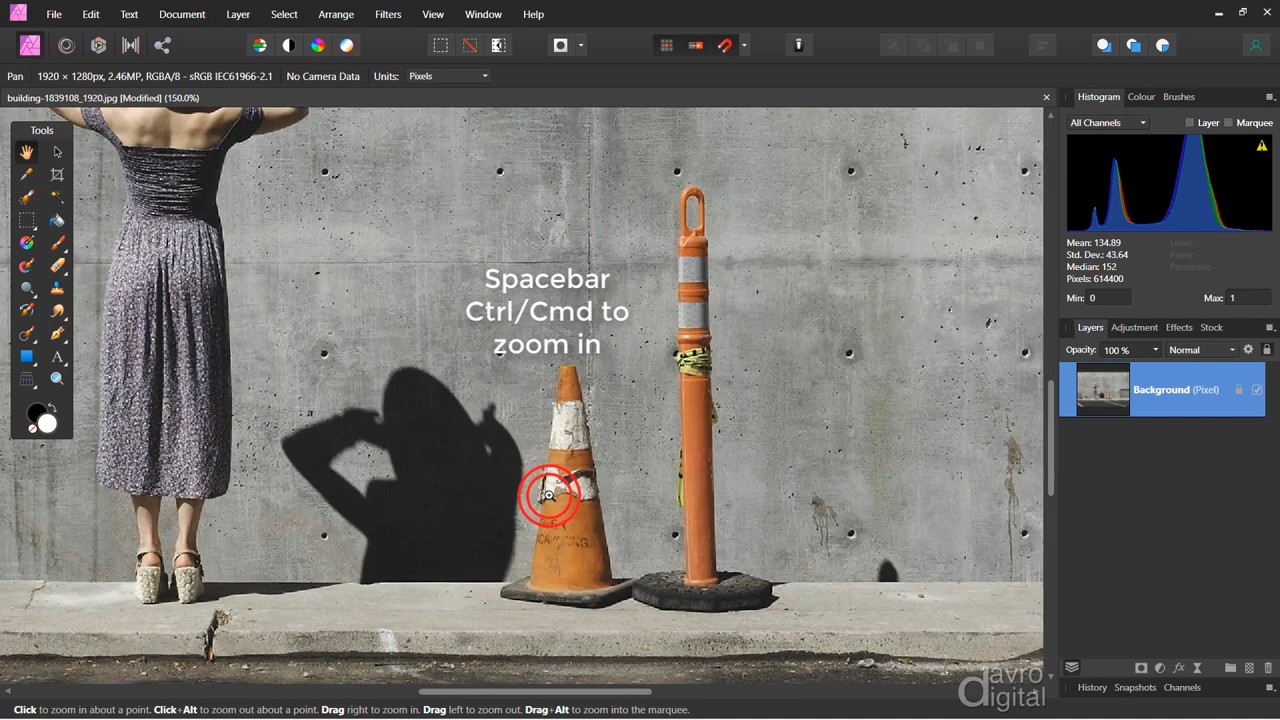 File Edit Text Document Layer Select Arrange Filters View Window Help
Pan 1920 × 1280px, 2.46MP, RGBA/8 - sRGB IEC61966-2.1 No Camera Data Units: Pixels
building-1839108_1920.jpg [Modified] (150.0%)
Tools
Spacebar
Ctrl/Cmd to
zoom in
Histogram Colour Brushes
All Channels Layer Marquee
Mean: 134.89 Level: -
Std. Dev.: 43.64 Pixels: -
Median: 152 Percentile: -
Pixels: 614400
Min: 0 Max: 1
Layers Adjustment Effects Stock
Opacity: 100 % Normal
Background (Pixel)
History Snapshots Channels
davro
digital
Click to zoom in about a point. Click+Alt to zoom out about a point. Drag right to zoom in. Drag left to zoom out. Drag+Alt to zoom into the marquee.